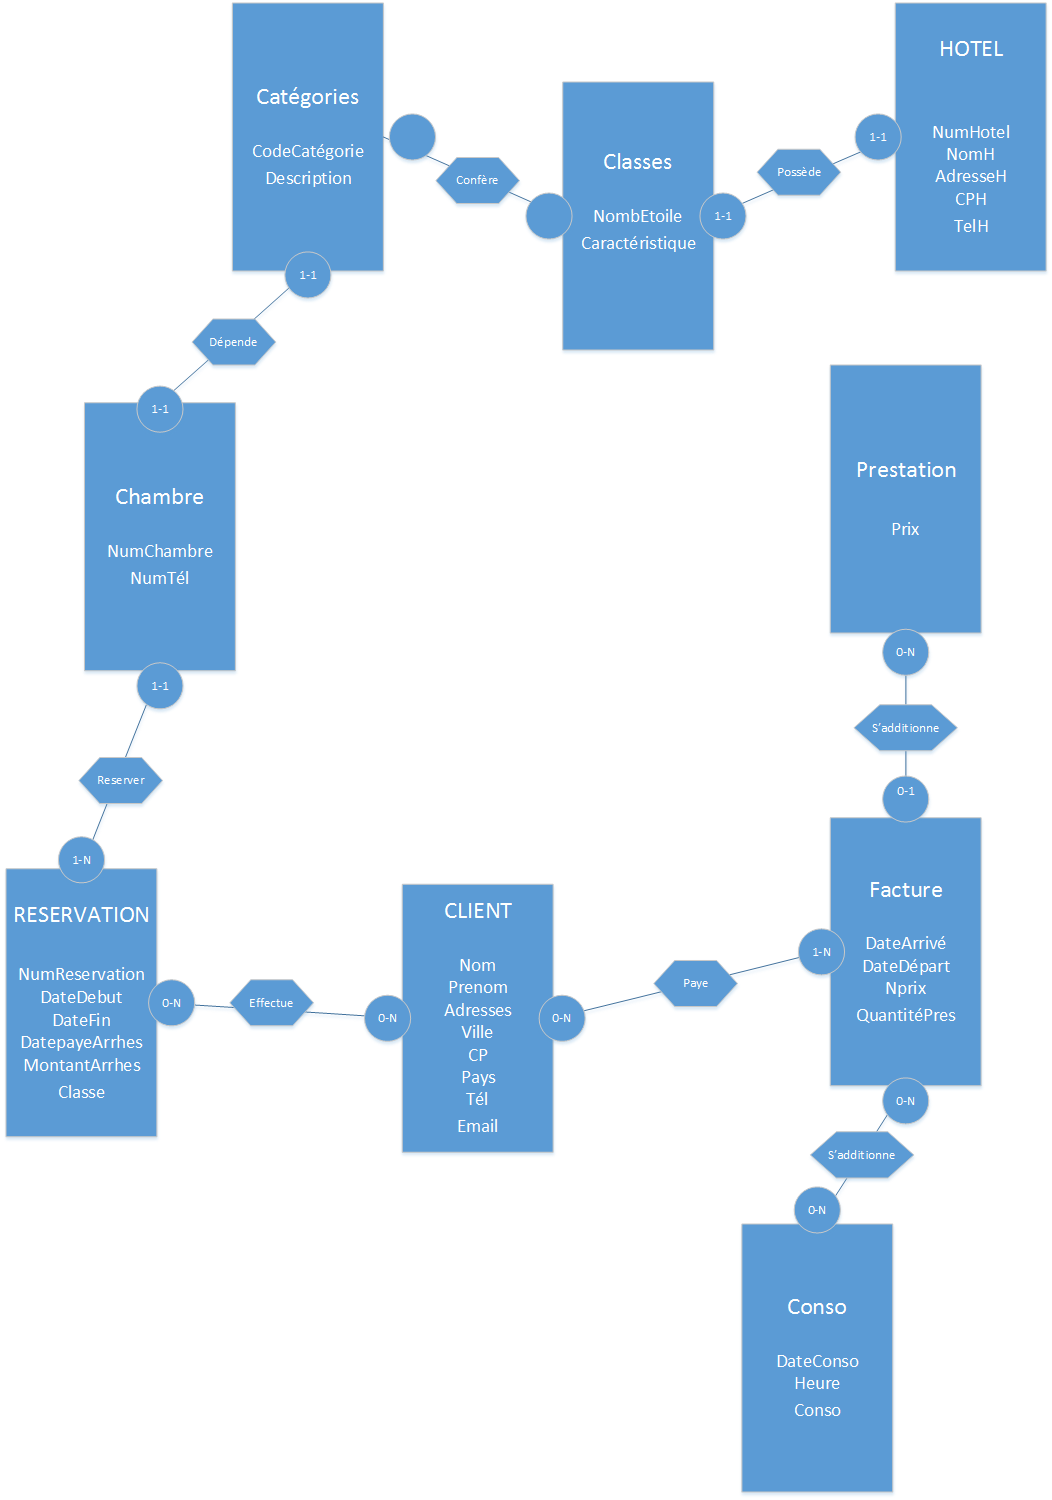 Catégories
CodeCatégorie
Description
Confère
Classes
NombEtoile
Caractéristique
1-1
Possède
1-1
HOTEL
NumHotel
NomH
AdresseH
CPH
TelH
1-1
Dépende
1-1
Chambre
NumChambre
NumTél
1-1
Reserver
1-N
RESERVATION
NumReservation
DateDebut
DateFin
DatepayeArrhes
MontantArrhes
Classe
0-N
Effectue
0-N
CLIENT
Nom
Prenom
Adresses
Ville
CP
Pays
Tél
Email
0-N
Paye
1-N
Prestation
Prix
0-N
S'additionne
0-1
Facture
DateArrivé
DateDépart
Nprix
QuantitéPres
0-N
S'additionne
0-N
Conso
DateConso
Heure
Conso